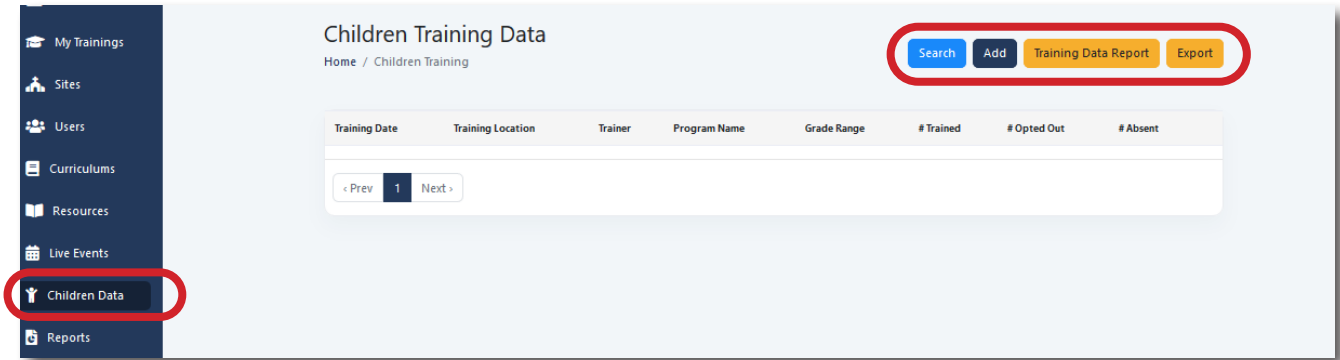 My Trainings
Sites
Users
Curriculums
Resources
Live Events
Children Data
Reports
Children Training Data
Home / Children Training
Search Add Training Data Report Export
Training Date Training Location Trainer Program Name Grade Range # Trained # Opted Out # Absent
‹ Prev 1 Next ›